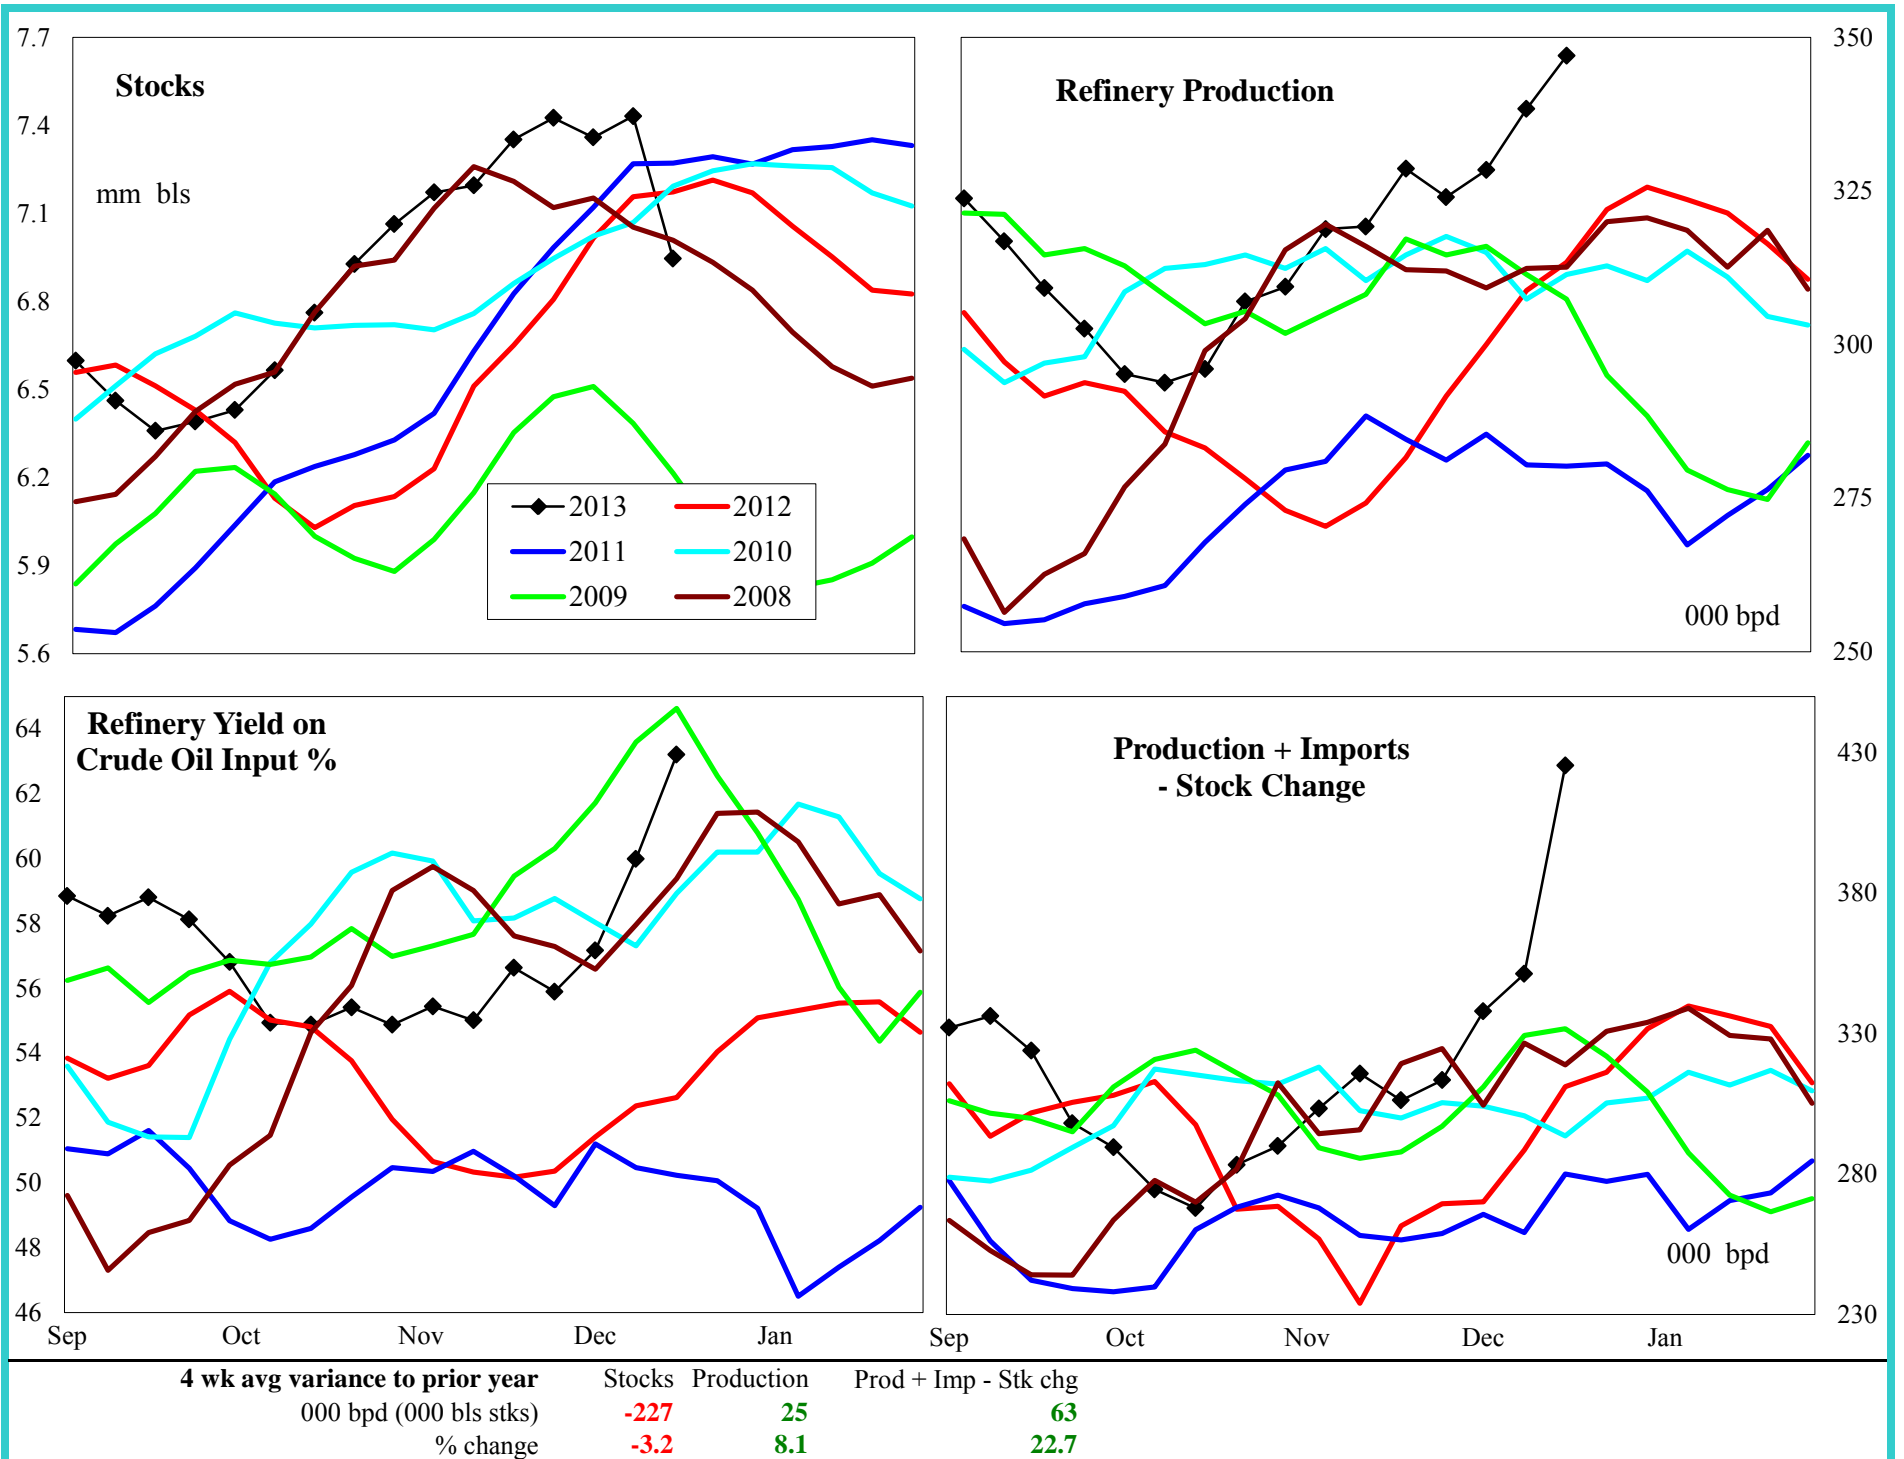 7.7
7.4
7.1
6.8
6.5
6.2
5.9
5.6
Stocks
mm bls
2013 2012
2011 2010
2009 2008
Refinery Production
000 bpd
350
325
300
275
250
64
62
60
58
56
54
52
50
48
46
Refinery Yield on
Crude Oil Input %
Sep Oct Nov Dec Jan
Production + Imports
- Stock Change
000 bpd
430
380
330
280
230
Sep Oct Nov Dec Jan
4 wk avg variance to prior year Stocks Production Prod + Imp - Stk chg
000 bpd (000 bls stks) -227 25 63
% change -3.2 8.1 22.7